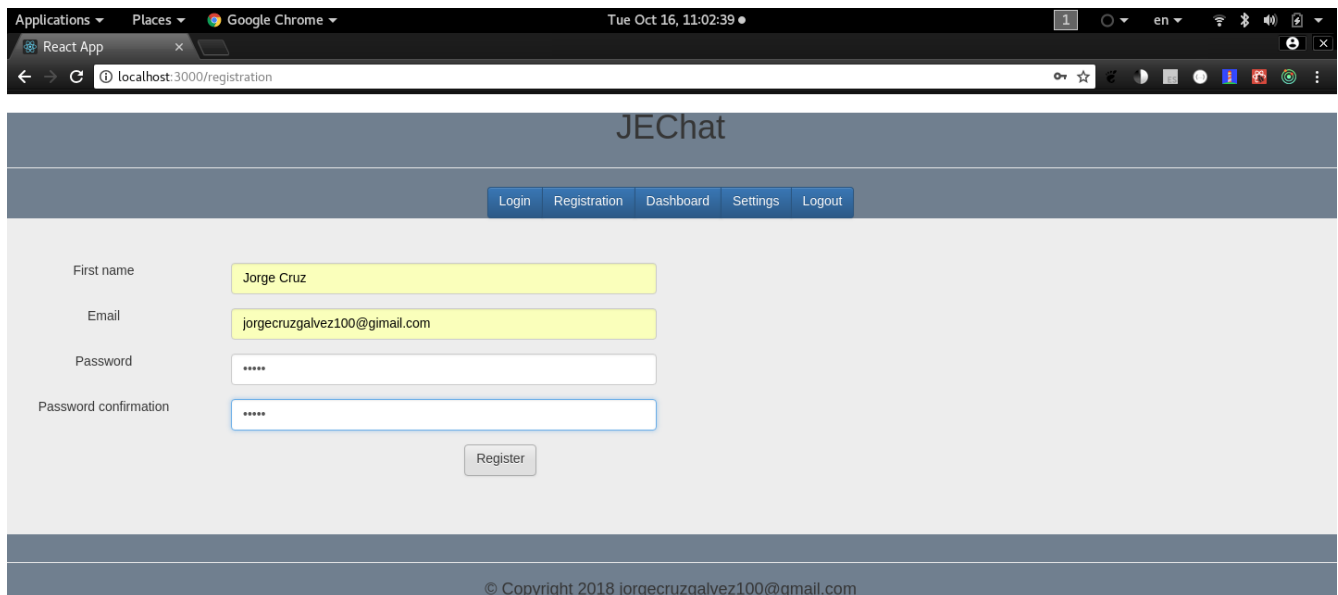 Applications Places Google Chrome Tue Oct 16, 11:02:39 1 en
React App
localhost:3000/registration
JEChat
Login Registration Dashboard Settings Logout
First name Jorge Cruz
Email jorgecruzgalvez100@gimail.com
Password •••••
Password confirmation •••••
Register
© Copyright 2018 jorgecruzgalvez100@gmail.com